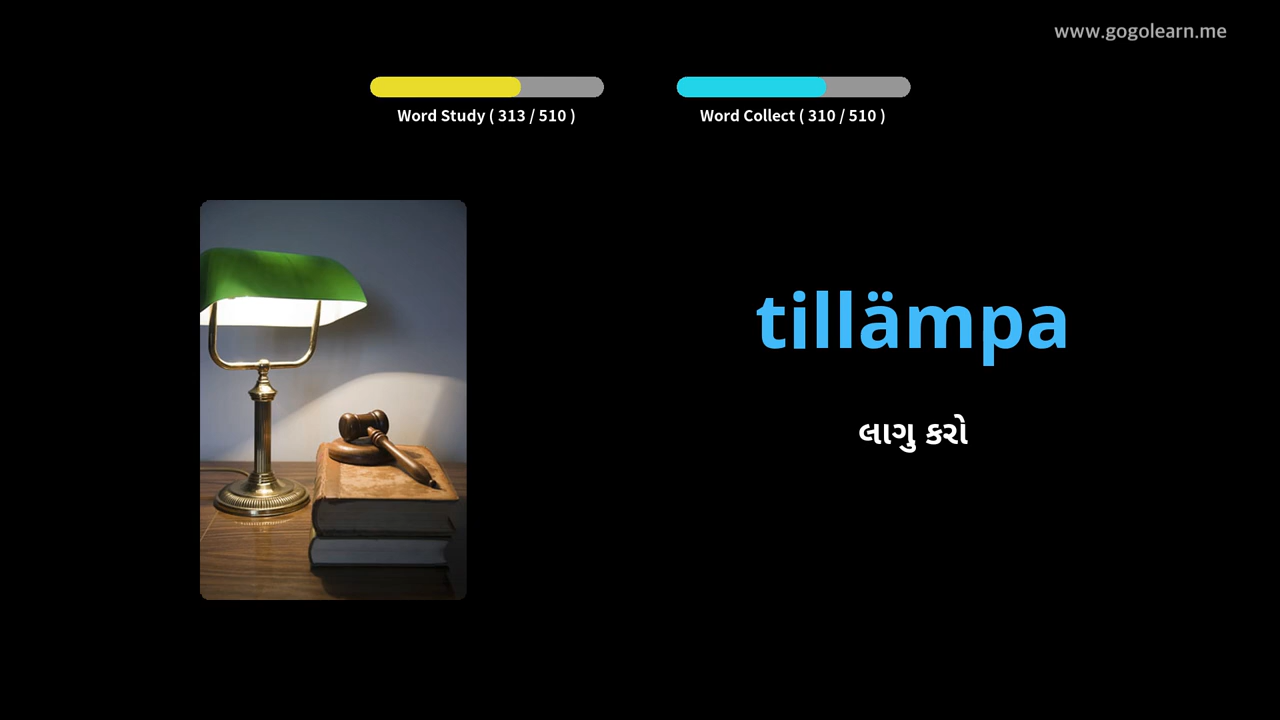 www.gogolearn.me
Word Study ( 313 / 510 )
Word Collect ( 310 / 510 )
tillämpa
લાગુ કરો